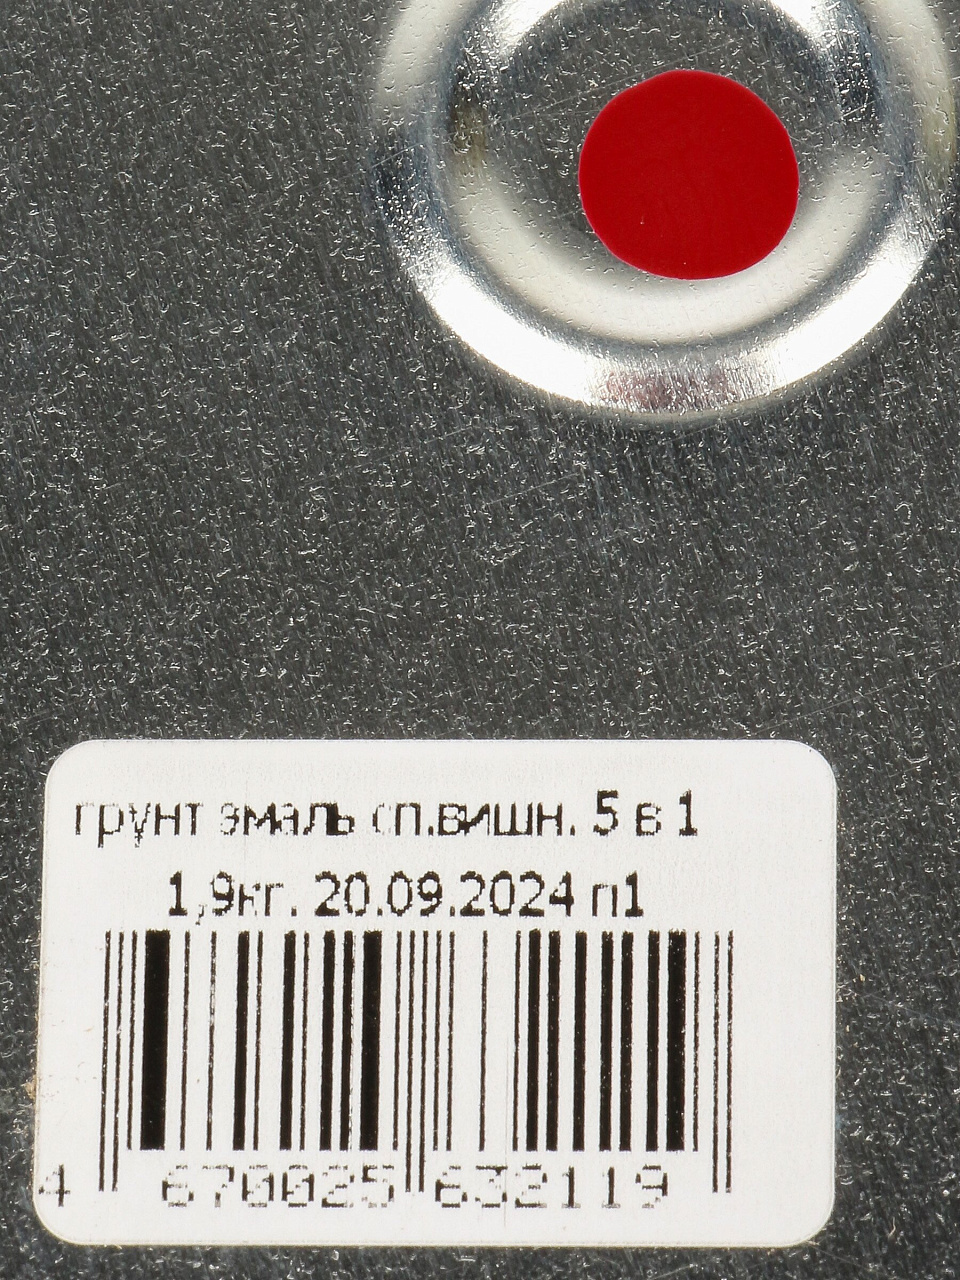 грунт эмаль сп.вишн. 5 в 1
1,9кг. 20.09.2024 п1
4 670025 632119